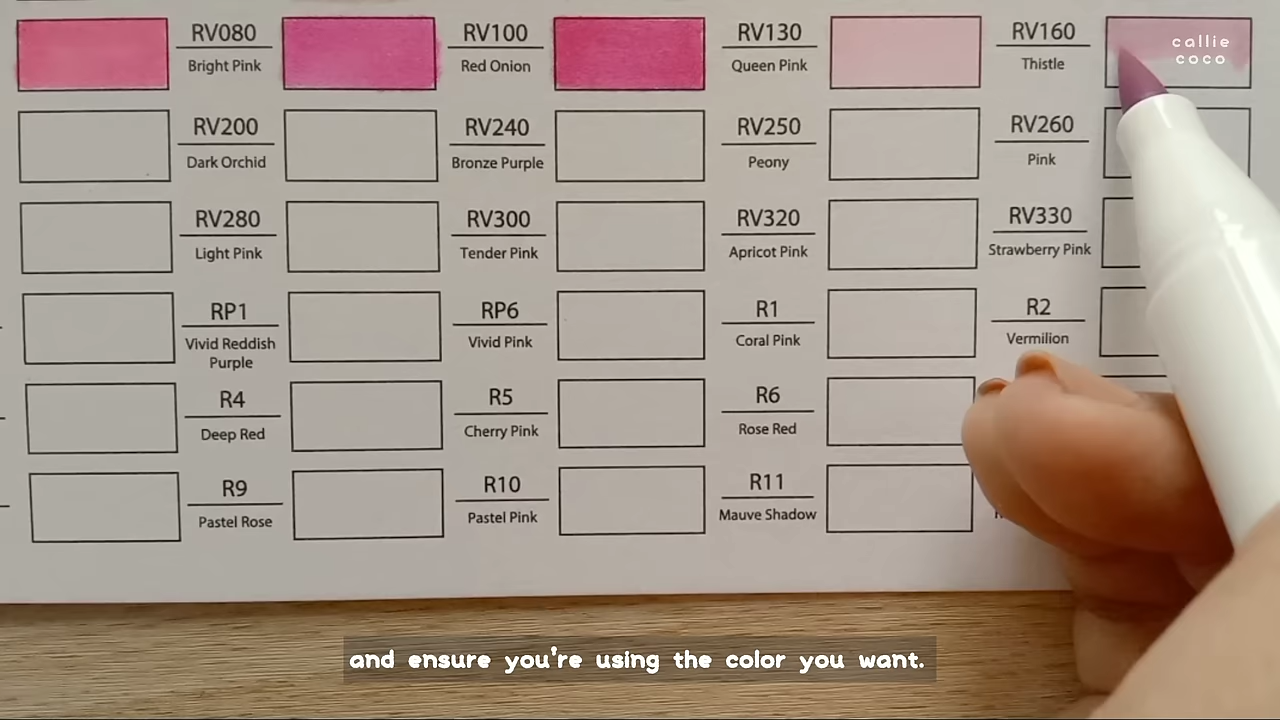 RV080
Bright Pink
RV100
Red Onion
RV130
Queen Pink
RV160
Thistle
callie
coco
RV200
Dark Orchid
RV240
Bronze Purple
RV250
Peony
RV260
Pink
RV280
Light Pink
RV300
Tender Pink
RV320
Apricot Pink
RV330
Strawberry Pink
RP1
Vivid Reddish
Purple
RP6
Vivid Pink
R1
Coral Pink
R2
Vermilion
R4
Deep Red
R5
Cherry Pink
R6
Rose Red
R9
Pastel Rose
R10
Pastel Pink
R11
Mauve Shadow
and ensure you're using the color you want.